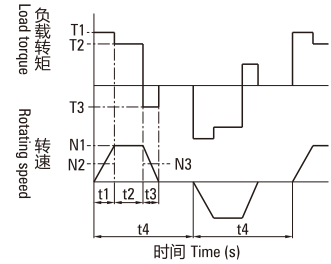 负载转矩
Load torque
T1
T2
T3
转速
Rotating speed
N1
N2
N3
t1 t2 t3
t4 t4
时间 Time (s)